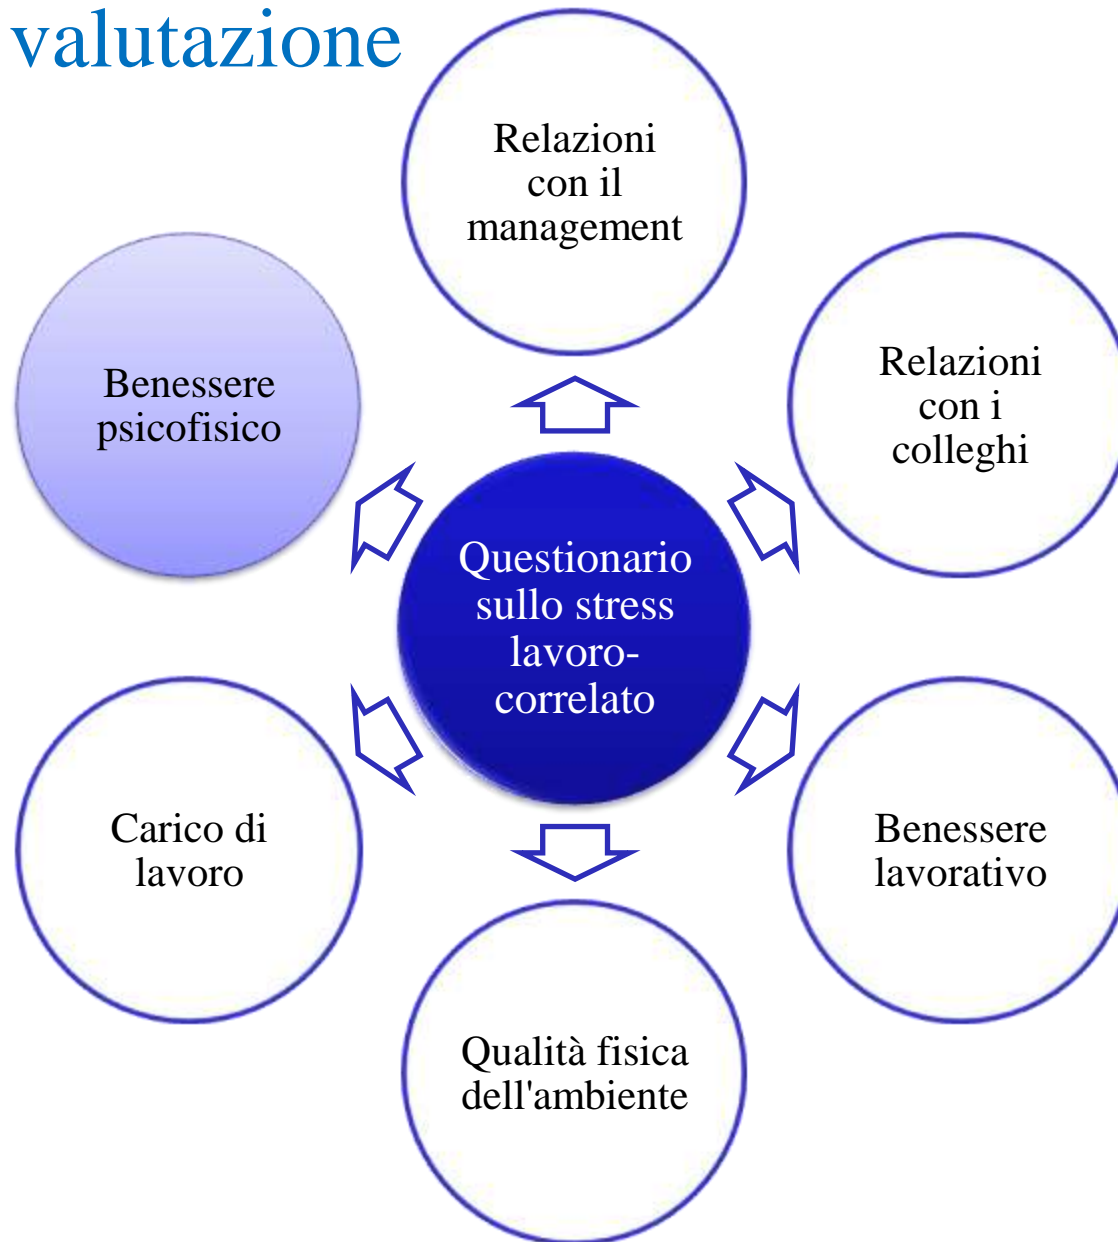 valutazione
Relazioni
con il
management
Relazioni
con i
colleghi
Benessere
psicofisico
Questionario
sullo stress
lavoro-
correlato
Carico di
lavoro
Benessere
lavorativo
Qualità fisica
dell'ambiente